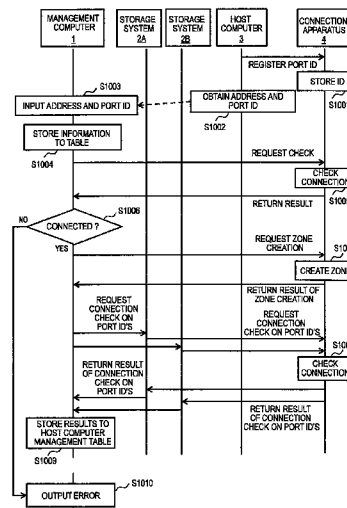 MANAGEMENT
COMPUTER
1
STORAGE
SYSTEM
2A
STORAGE
SYSTEM
2B
HOST
COMPUTER
3
CONNECTION
APPARATUS
4
REGISTER PORT ID
S1003
STORE ID
INPUT ADDRESS AND PORT ID
OBTAIN ADDRESS AND
PORT ID
S1002
STORE INFORMATION
TO TABLE
S1004
REQUEST CHECK
CHECK
CONNECTION
RETURN RESULT
S1006
NO
CONNECTED ?
YES
REQUEST ZONE
CREATION
CREATE ZONE
RETURN RESULT OF
ZONE CREATION
REQUEST
CONNECTION
CHECK ON
PORT ID'S
REQUEST
CONNECTION
CHECK ON
PORT ID'S
CHECK
CONNECTION
RETURN RESULT
OF CONNECTION
CHECK ON
PORT ID'S
RETURN RESULT
OF CONNECTION
CHECK ON PORT ID'S
STORE RESULTS TO
HOST COMPUTER
MANAGEMENT TABLE
S1009
S1010
OUTPUT ERROR